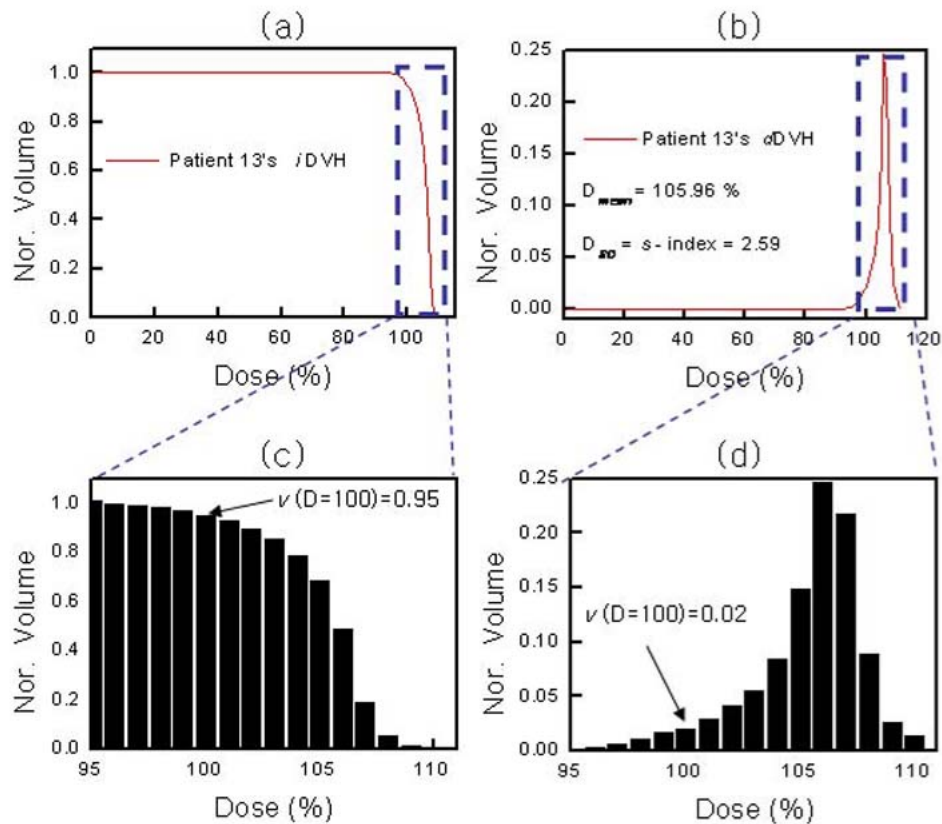 (a)
Nor. Volume
1.0
0.8
0.6
0.4
0.2
0.0
Patient 13's iDVH
0 20 40 60 80 100
Dose (%)
(b)
Nor. Volume
0.25
0.20
0.15
0.10
0.05
0.00
Patient 13's dDVH
Dmean = 105.96 %
DSD = s - index = 2.59
0 20 40 60 80 100 120
Dose (%)
(c)
Nor. Volume
1.0
0.8
0.6
0.4
0.2
0.0
v (D=100)=0.95
95 100 105 110
Dose (%)
(d)
Nor. Volume
0.25
0.20
0.15
0.10
0.05
0.00
v (D=100)=0.02
95 100 105 110
Dose (%)